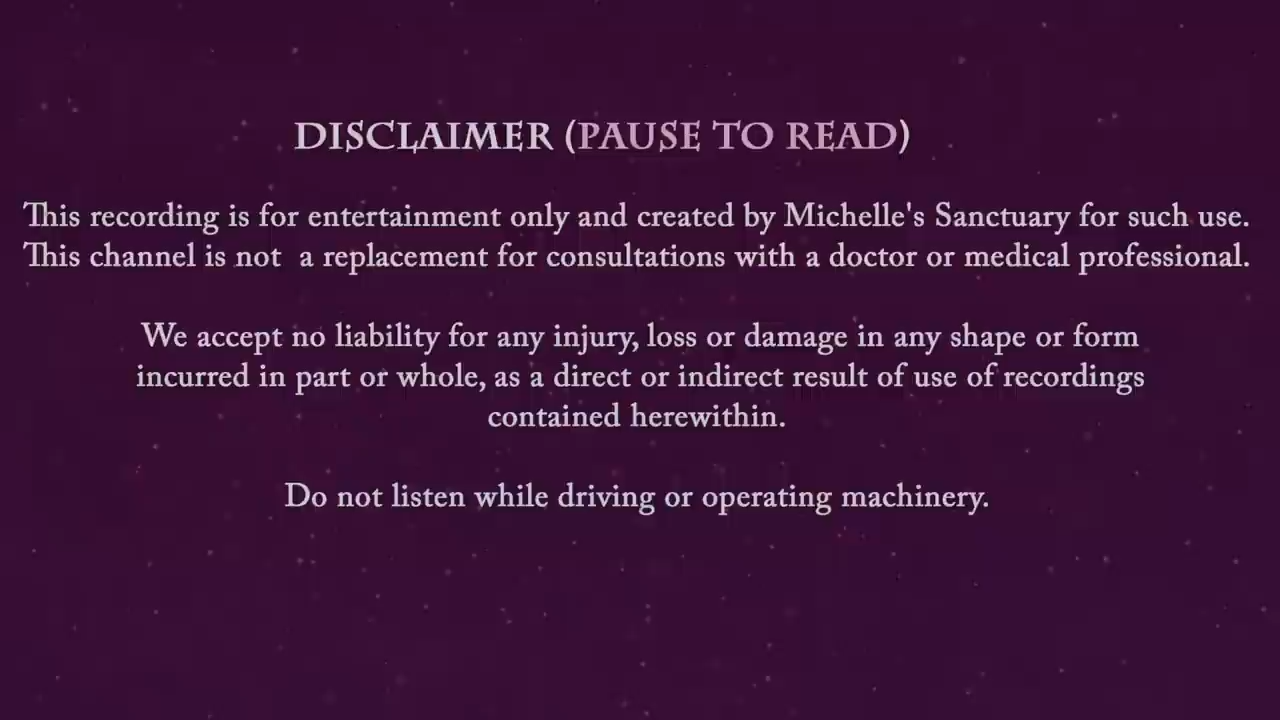 DISCLAIMER (PAUSE TO READ)
This recording is for entertainment only and created by Michelle's Sanctuary for such use.
This channel is not  a replacement for consultations with a doctor or medical professional.
We accept no liability for any injury, loss or damage in any shape or form
incurred in part or whole, as a direct or indirect result of use of recordings
contained herewithin.
Do not listen while driving or operating machinery.